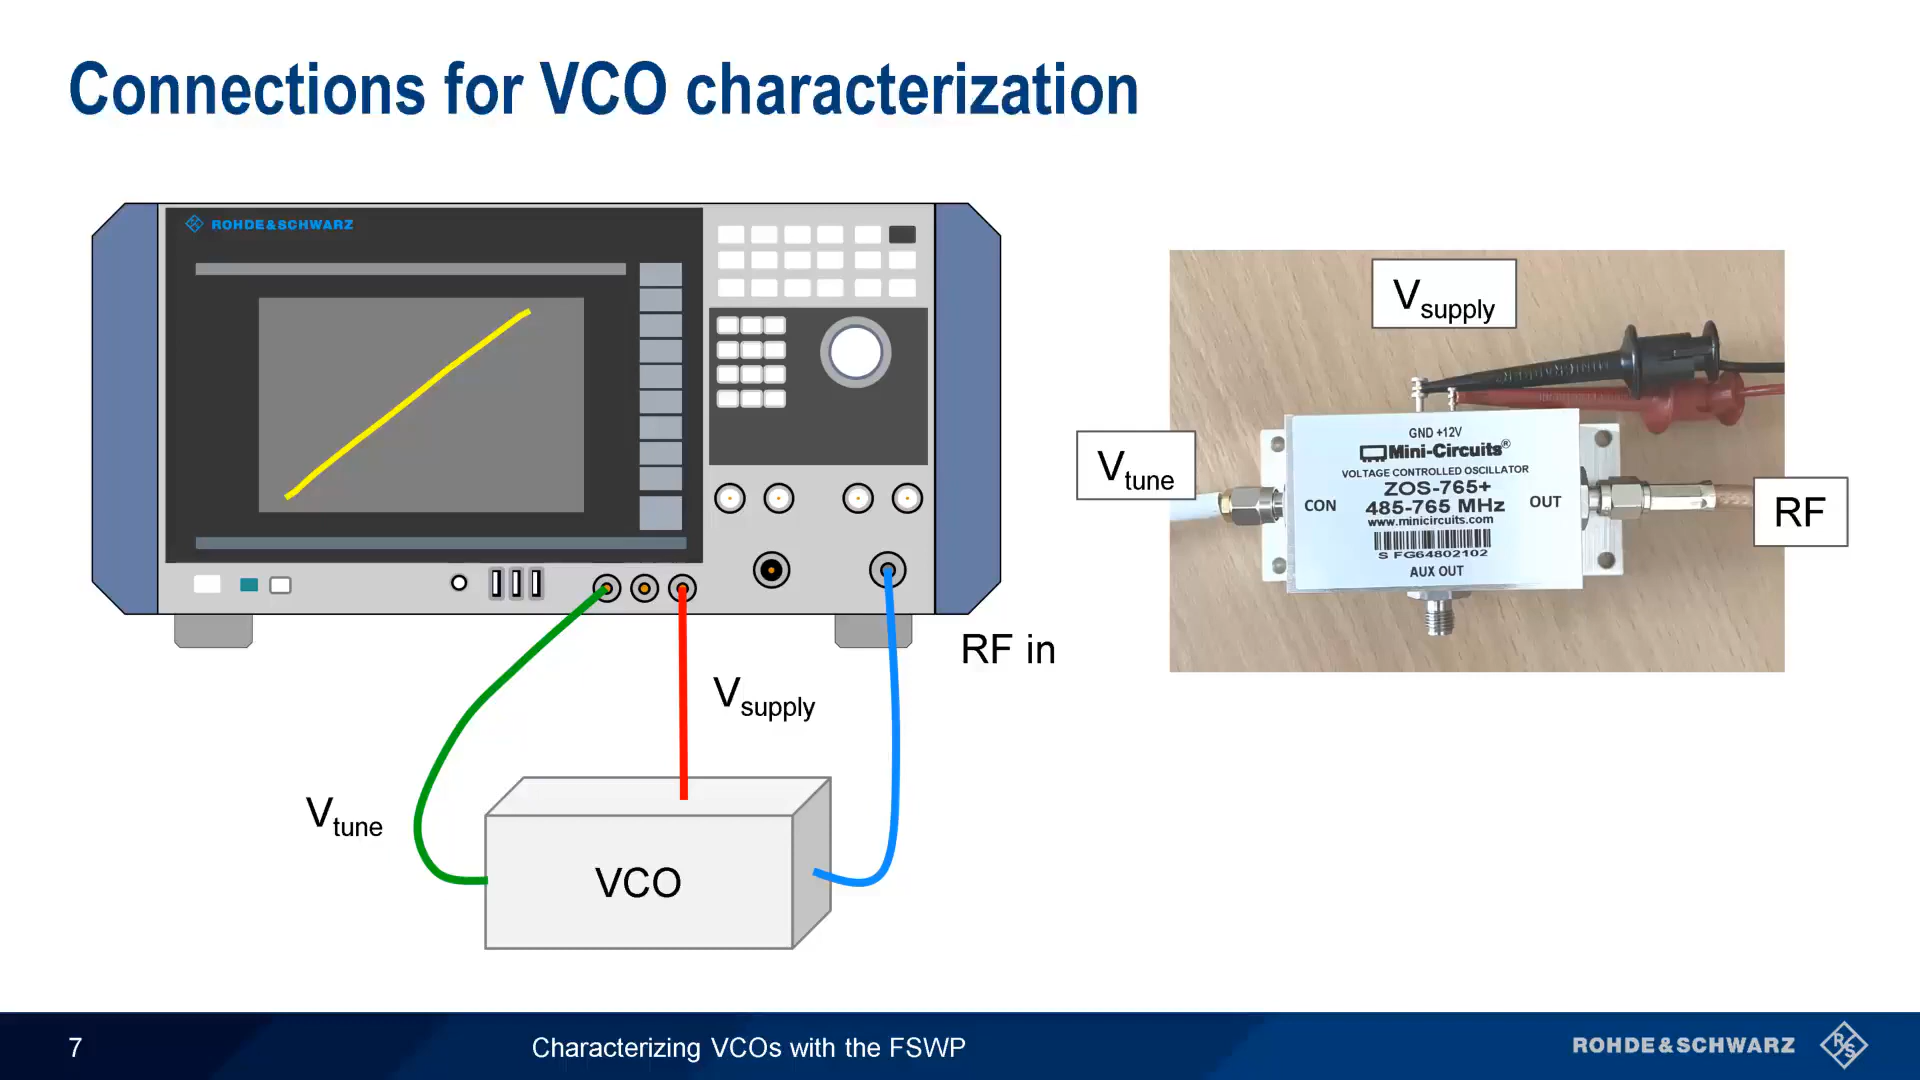 Connections for VCO characterization
ROHDE&SCHWARZ
RF in
Vsupply
Vtune
VCO
Vsupply
Vtune
RF
GND +12V
Mini-Circuits®
VOLTAGE CONTROLLED OSCILLATOR
ZOS-765+
CON 485-765 MHz OUT
www.minicircuits.com
S FG64802102
AUX OUT
7 Characterizing VCOs with the FSWP ROHDE&SCHWARZ
R/S